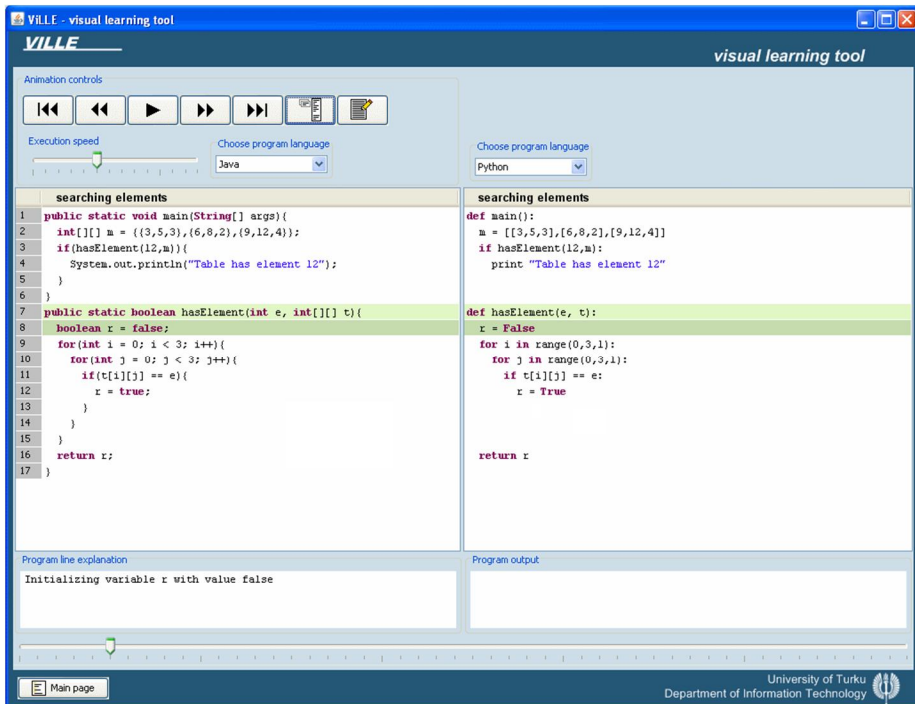 ViLLE - visual learning tool
VILLE
visual learning tool
Animation controls
Execution speed
Choose program language
Java
Choose program language
Python
searching elements
1 public static void main(String[] args){
2 int[][] m = {{3,5,3},{6,8,2},{9,12,4}};
3 if(hasElement(12,m)){
4 System.out.println("Table has element 12");
5 }
6 }
7 public static boolean hasElement(int e, int[][] t){
8 boolean r = false;
9 for(int i = 0; i < 3; i++){
10 for(int j = 0; j < 3; j++){
11 if(t[i][j] == e){
12 r = true;
13 }
14 }
15 }
16 return r;
17 }
searching elements
def main():
m = [[3,5,3],[6,8,2],[9,12,4]]
if hasElement(12,m):
print "Table has element 12"
def hasElement(e, t):
r = False
for i in range(0,3,1):
for j in range(0,3,1):
if t[i][j] == e:
r = True
return r
Program line explanation
Initializing variable r with value false
Program output
Main page
University of Turku
Department of Information Technology